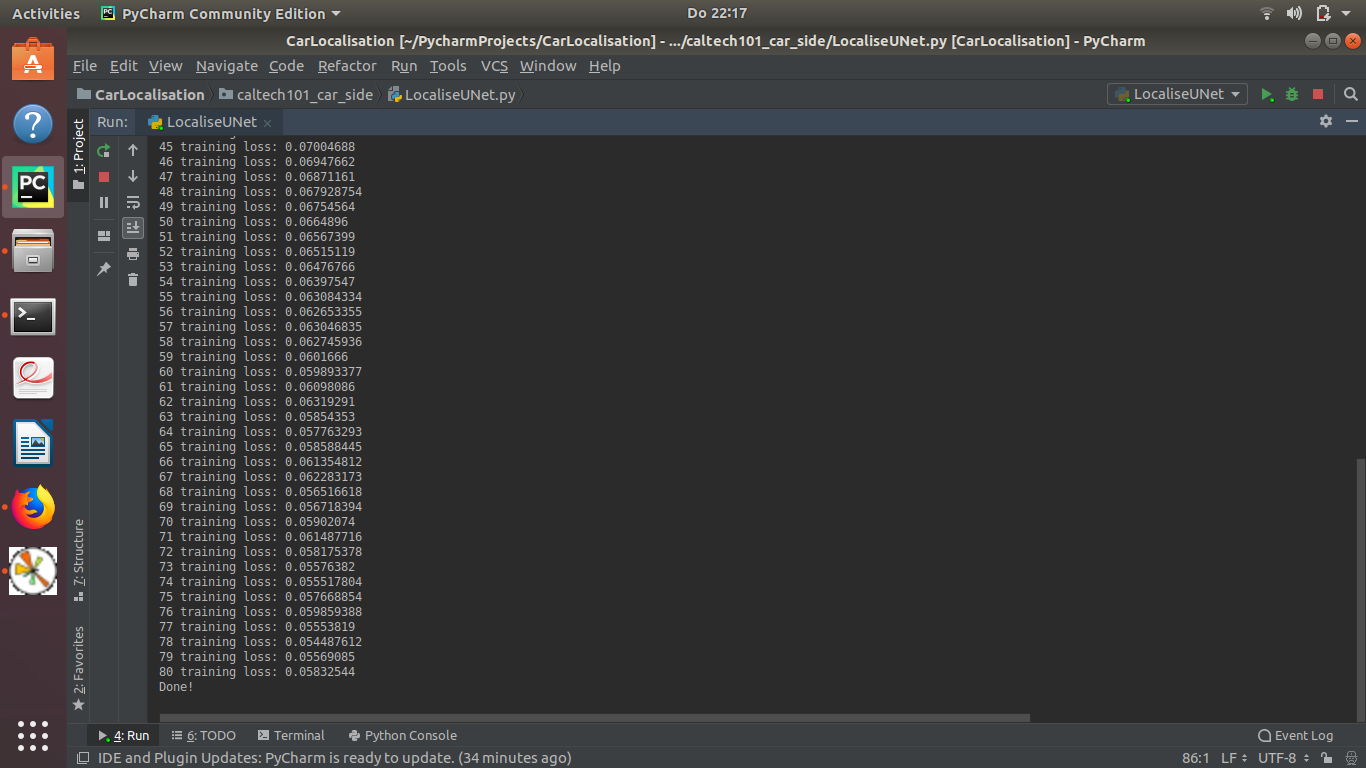 Activities
PyCharm Community Edition
Do 22:17
CarLocalisation [~/PycharmProjects/CarLocalisation] - .../caltech101_car_side/LocaliseUNet.py [CarLocalisation] - PyCharm
File Edit View Navigate Code Refactor Run Tools VCS Window Help
CarLocalisation caltech101_car_side LocaliseUNet.py
LocaliseUNet
Run: LocaliseUNet
1: Project
45 training loss: 0.07004688
46 training loss: 0.06947662
47 training loss: 0.06871161
48 training loss: 0.067928754
49 training loss: 0.06754564
50 training loss: 0.0664896
51 training loss: 0.06567399
52 training loss: 0.06515119
53 training loss: 0.06476766
54 training loss: 0.06397547
55 training loss: 0.063084334
56 training loss: 0.062653355
57 training loss: 0.063046835
58 training loss: 0.062745936
59 training loss: 0.0601666
60 training loss: 0.059893377
61 training loss: 0.06098086
62 training loss: 0.06319291
63 training loss: 0.05854353
64 training loss: 0.057763293
65 training loss: 0.058588445
66 training loss: 0.061354812
67 training loss: 0.062283173
68 training loss: 0.056516618
69 training loss: 0.056718394
70 training loss: 0.05902074
71 training loss: 0.061487716
72 training loss: 0.058175378
73 training loss: 0.05576382
74 training loss: 0.055517804
75 training loss: 0.057668854
76 training loss: 0.059859388
77 training loss: 0.05553819
78 training loss: 0.054487612
79 training loss: 0.05569085
80 training loss: 0.05832544
Done!
7: Structure
2: Favorites
4: Run 6: TODO Terminal Python Console
Event Log
IDE and Plugin Updates: PyCharm is ready to update. (34 minutes ago)
86:1 LF UTF-8
PC